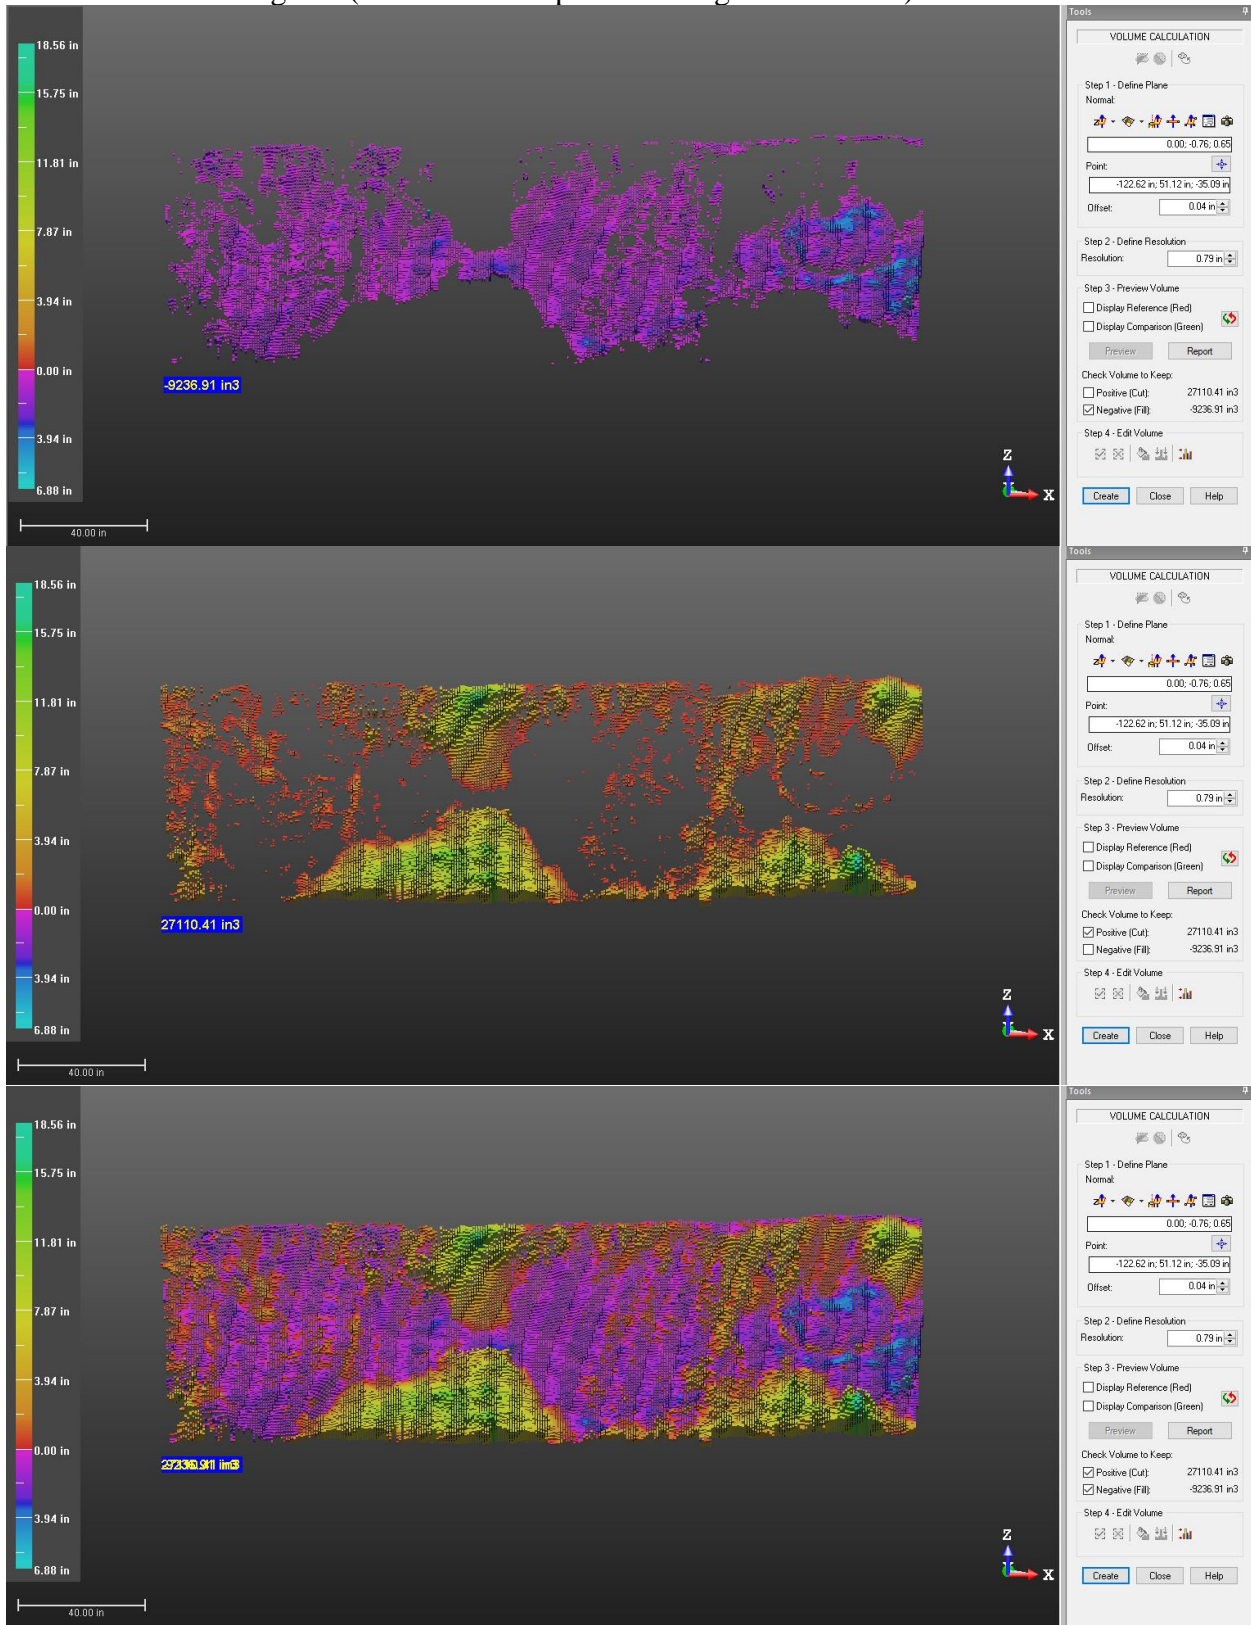 Tools
18.56 in
15.75 in
11.81 in
7.87 in
3.94 in
0.00 in
3.94 in
6.88 in
40.00 in
-9236.91 in3
Z
X
VOLUME CALCULATION
Step 1 - Define Plane
Normal:
0.00; -0.76; 0.65
Point:
-122.62 in; 51.12 in; -35.09 in
Offset: 0.04 in
Step 2 - Define Resolution
Resolution: 0.79 in
Step 3 - Preview Volume
Display Reference (Red)
Display Comparison (Green)
Preview Report
Check Volume to Keep:
Positive (Cut): 27110.41 in3
Negative (Fill): -9236.91 in3
Step 4 - Edit Volume
Create Close Help
Tools
18.56 in
15.75 in
11.81 in
7.87 in
3.94 in
0.00 in
3.94 in
6.88 in
40.00 in
27110.41 in3
Z
X
VOLUME CALCULATION
Step 1 - Define Plane
Normal:
0.00; -0.76; 0.65
Point:
-122.62 in; 51.12 in; -35.09 in
Offset: 0.04 in
Step 2 - Define Resolution
Resolution: 0.79 in
Step 3 - Preview Volume
Display Reference (Red)
Display Comparison (Green)
Preview Report
Check Volume to Keep:
Positive (Cut): 27110.41 in3
Negative (Fill): -9236.91 in3
Step 4 - Edit Volume
Create Close Help
Tools
18.56 in
15.75 in
11.81 in
7.87 in
3.94 in
0.00 in
3.94 in
6.88 in
40.00 in
Z
X
VOLUME CALCULATION
Step 1 - Define Plane
Normal:
0.00; -0.76; 0.65
Point:
-122.62 in; 51.12 in; -35.09 in
Offset: 0.04 in
Step 2 - Define Resolution
Resolution: 0.79 in
Step 3 - Preview Volume
Display Reference (Red)
Display Comparison (Green)
Preview Report
Check Volume to Keep:
Positive (Cut): 27110.41 in3
Negative (Fill): -9236.91 in3
Step 4 - Edit Volume
Create Close Help